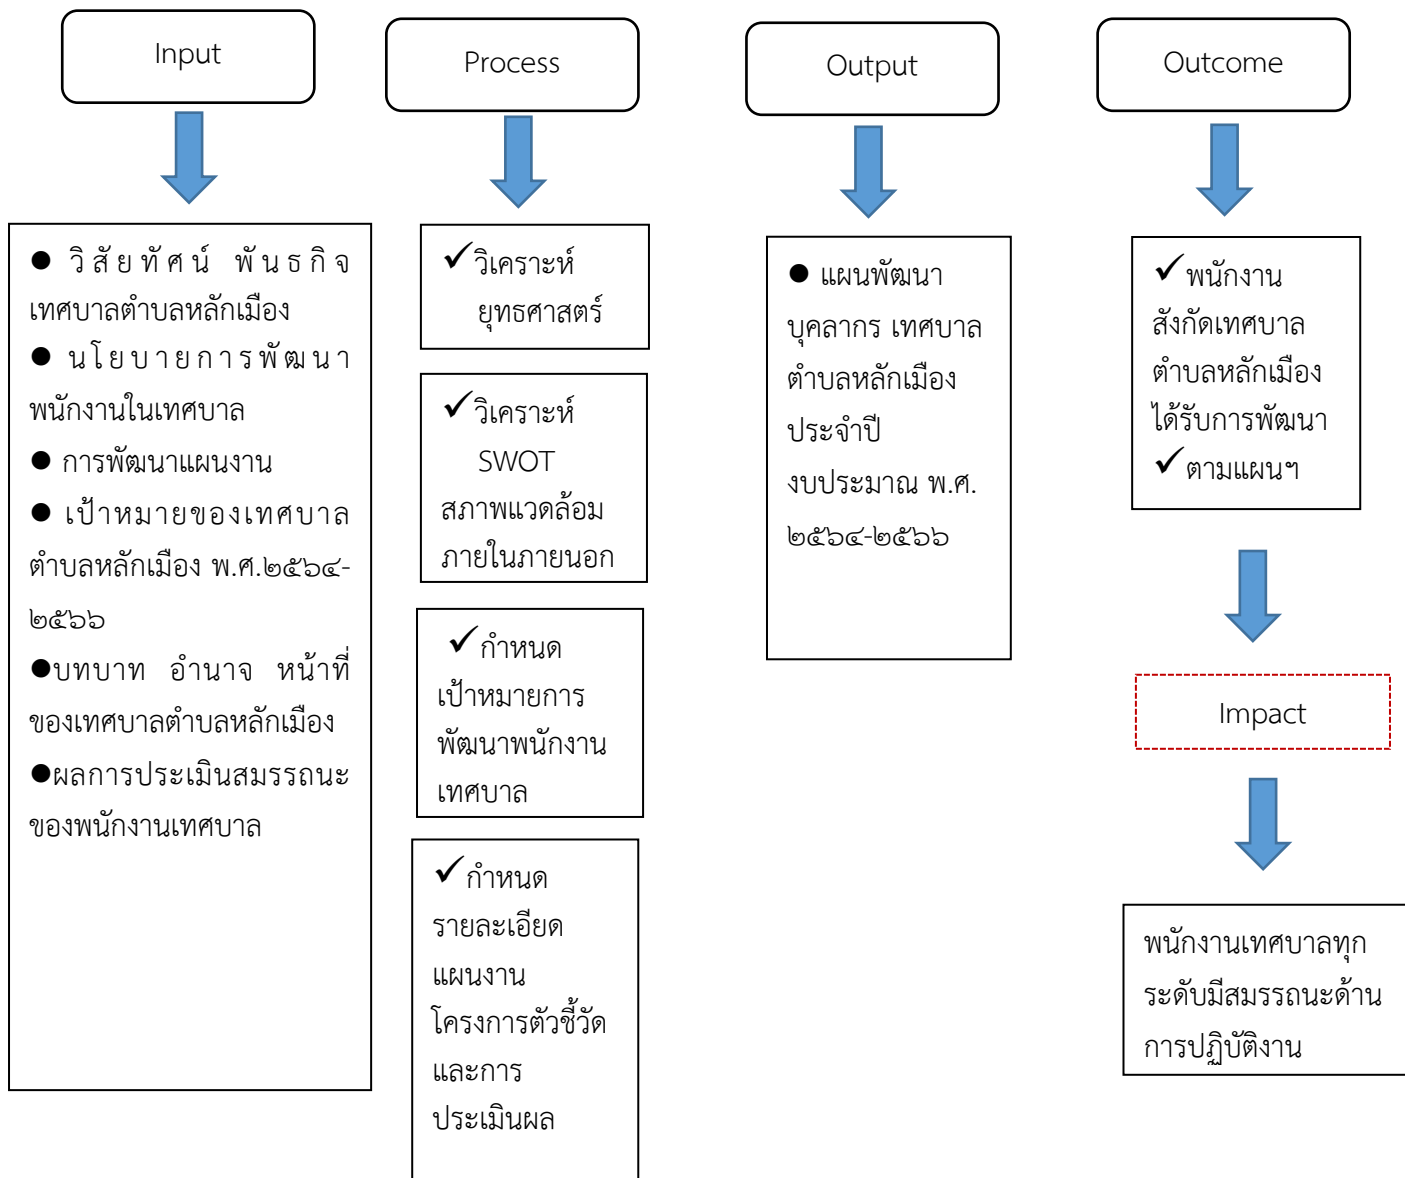 Input
● วิสัยทัศน์ พันธกิจ
เทศบาลตำบลหลักเมือง
● นโยบายการพัฒนา
พนักงานในเทศบาล
● การพัฒนาแผนงาน
● เป้าหมายของเทศบาล
ตำบลหลักเมือง พ.ศ.๒๕๖๔-
๒๕๖๖
●บทบาท อำนาจ หน้าที่
ของเทศบาลตำบลหลักเมือง
●ผลการประเมินสมรรถนะ
ของพนักงานเทศบาล
Process
✓วิเคราะห์
ยุทธศาสตร์
✓วิเคราะห์
SWOT
สภาพแวดล้อม
ภายในภายนอก
✓กำหนด
เป้าหมายการ
พัฒนาพนักงาน
เทศบาล
✓กำหนด
รายละเอียด
แผนงาน
โครงการตัวชี้วัด
และการ
ประเมินผล
Output
● แผนพัฒนา
บุคลากร เทศบาล
ตำบลหลักเมือง
ประจำปี
งบประมาณ พ.ศ.
๒๕๖๔-๒๕๖๖
Outcome
✓พนักงาน
สังกัดเทศบาล
ตำบลหลักเมือง
ได้รับการพัฒนา
✓ตามแผนฯ
Impact
พนักงานเทศบาลทุก
ระดับมีสมรรถนะด้าน
การปฏิบัติงาน